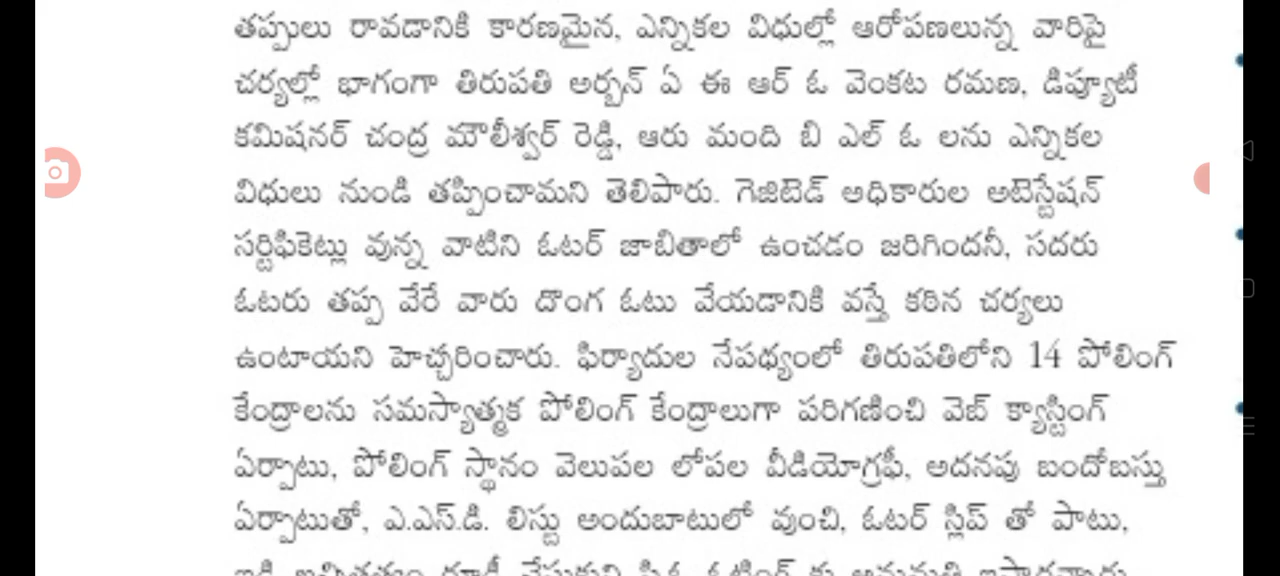 తప్పులు రావడానికి కారణమైన, ఎన్నికల విధుల్లో ఆరోపణలున్న వారిపై
చర్యల్లో భాగంగా తిరుపతి అర్బన్ ఏ ఈ ఆర్ ఓ వెంకట రమణ, డిప్యూటీ
కమిషనర్ చంద్ర మౌలీశ్వర్ రెడ్డి, ఆరు మంది బి ఎల్ ఓ లను ఎన్నికల
విధులు నుండి తప్పించామని తెలిపారు. గెజిటెడ్ అధికారుల అటెస్టేషన్
సర్టిఫికెట్లు వున్న వాటిని ఓటర్ జాబితాలో ఉంచడం జరిగిందనీ, సదరు
ఓటరు తప్ప వేరే వారు దొంగ ఓటు వేయడానికి వస్తే కఠిన చర్యలు
ఉంటాయని హెచ్చరించారు. ఫిర్యాదుల నేపథ్యంలో తిరుపతిలోని 14 పోలింగ్
కేంద్రాలను సమస్యాత్మక పోలింగ్ కేంద్రాలుగా పరిగణించి వెబ్ క్యాస్టింగ్
ఏర్పాటు, పోలింగ్ స్థానం వెలుపల లోపల వీడియోగ్రఫీ, అదనపు బందోబస్తు
ఏర్పాటుతో, ఎ.ఎస్.డి. లిస్టు అందుబాటులో వుంచి, ఓటర్ స్లిప్ తో పాటు,